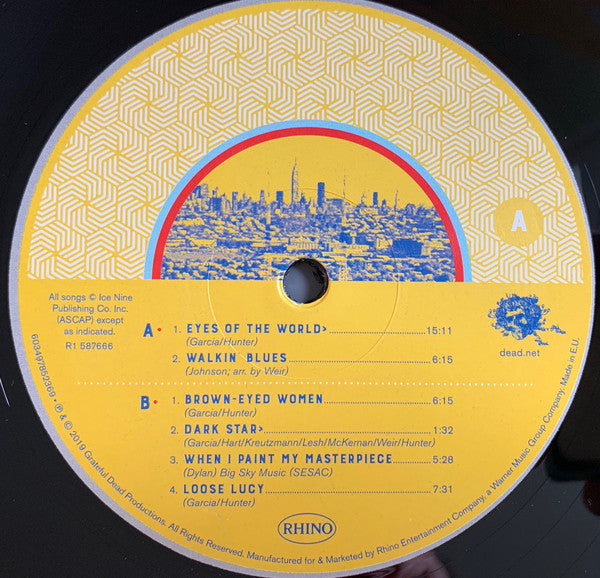 A
All songs © Ice Nine
Publishing Co. Inc.
(ASCAP) except
as indicated.
R1 587666
dead.net
A• 1. EYES OF THE WORLD> 15:11
(Garcia/Hunter)
2. WALKIN' BLUES 6:15
(Johnson; arr. by Weir)
B• 1. BROWN-EYED WOMEN 6:15
(Garcia/Hunter)
2. DARK STAR> 1:32
(Garcia/Hart/Kreutzmann/Lesh/McKernan/Weir/Hunter)
3. WHEN I PAINT MY MASTERPIECE 5:28
(Dylan) Big Sky Music (SESAC)
4. LOOSE LUCY 7:31
(Garcia/Hunter)
RHINO
603497852369 • ℗ & © 2019 Grateful Dead Productions. All Rights Reserved. Manufactured for & Marketed by Rhino Entertainment Company, a Warner Music Group Company. Made in E.U.